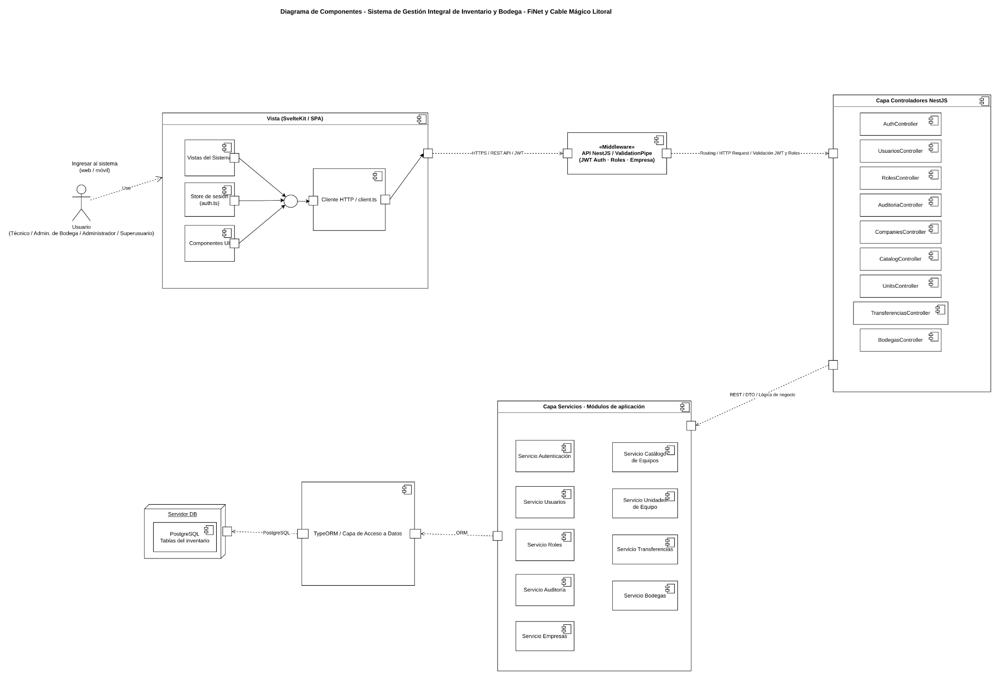 Diagrama de Componentes - Sistema de Gestión Integral de Inventario y Bodega - FiNet y Cable Mágico Litoral
Ingresar al sistema
(web / móvil)
Use
Usuario
(Técnico / Admin. de Bodega / Administrador / Superusuario)
Vista (SvelteKit / SPA)
Vistas del Sistema
Store de sesión
(auth.ts)
Componentes UI
Cliente HTTP / client.ts
HTTPS / REST API / JWT
«Middleware»
API NestJS / ValidationPipe
(JWT Auth · Roles · Empresa)
Routing / HTTP Request / Validación JWT y Roles
Capa Controladores NestJS
AuthController
UsuariosController
RolesController
AuditoriaController
CompaniesController
CatalogController
UnitsController
TransferenciasController
BodegasController
REST / DTO / Lógica de negocio
Capa Servicios - Módulos de aplicación
Servicio Autenticación
Servicio Usuarios
Servicio Roles
Servicio Auditoría
Servicio Empresas
Servicio Catálogo
de Equipos
Servicio Unidades
de Equipo
Servicio Transferencias
Servicio Bodegas
ORM
TypeORM / Capa de Acceso a Datos
PostgreSQL
Servidor DB
PostgreSQL
Tablas del inventario